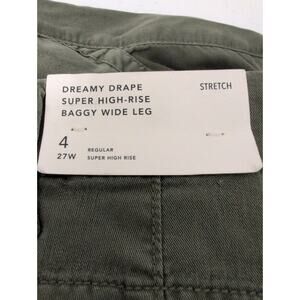 DREAMY DRAPE STRETCH
SUPER HIGH-RISE
BAGGY WIDE LEG
4 REGULAR
27W SUPER HIGH RISE